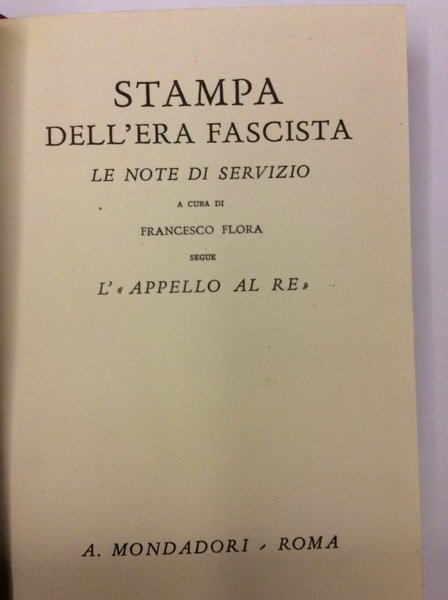 STAMPA
DELL'ERA FASCISTA
LE NOTE DI SERVIZIO
A CURA DI
FRANCESCO FLORA
SEGUE
L' « APPELLO AL RE »
A. MONDADORI - ROMA